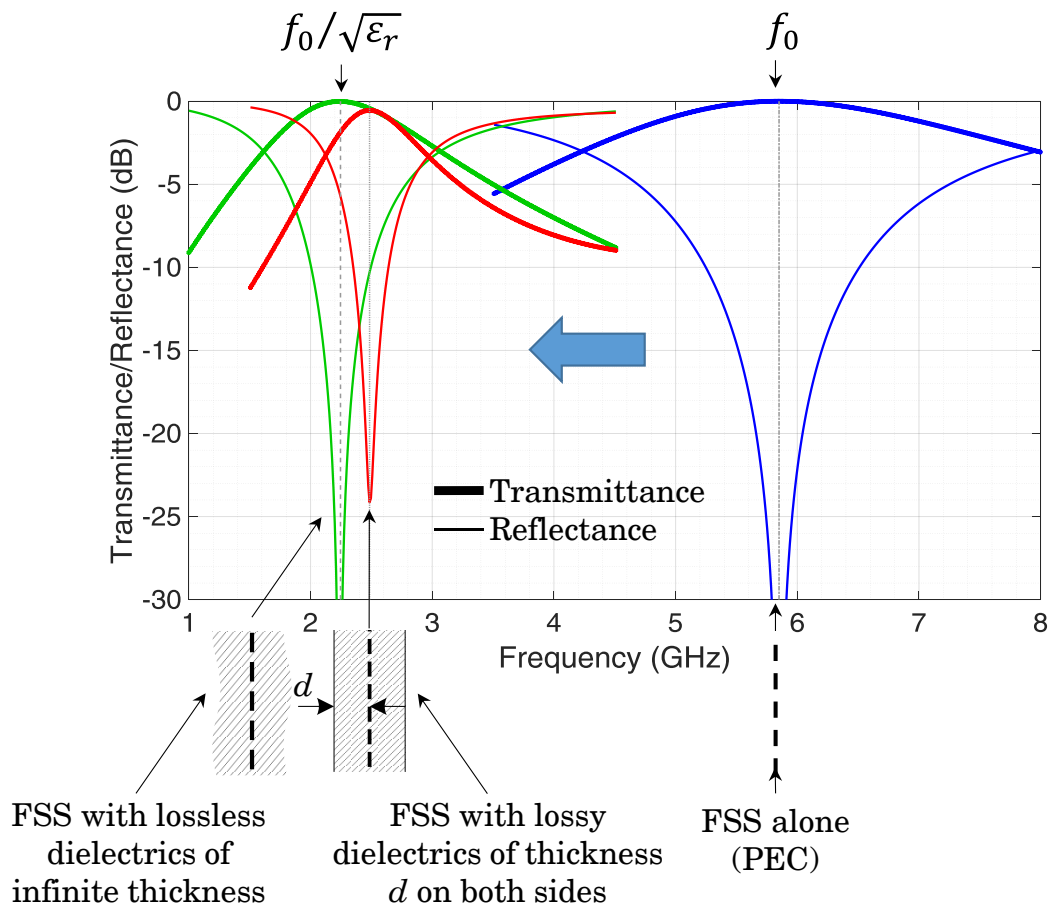 f₀/√εᵣ
f₀
Transmittance/Reflectance (dB)
0
-5
-10
-15
-20
-25
-30
Transmittance
Reflectance
1
2
3
4
5
6
7
8
Frequency (GHz)
d
FSS with lossless
dielectrics of
infinite thickness
FSS with lossy
dielectrics of thickness
d on both sides
FSS alone
(PEC)